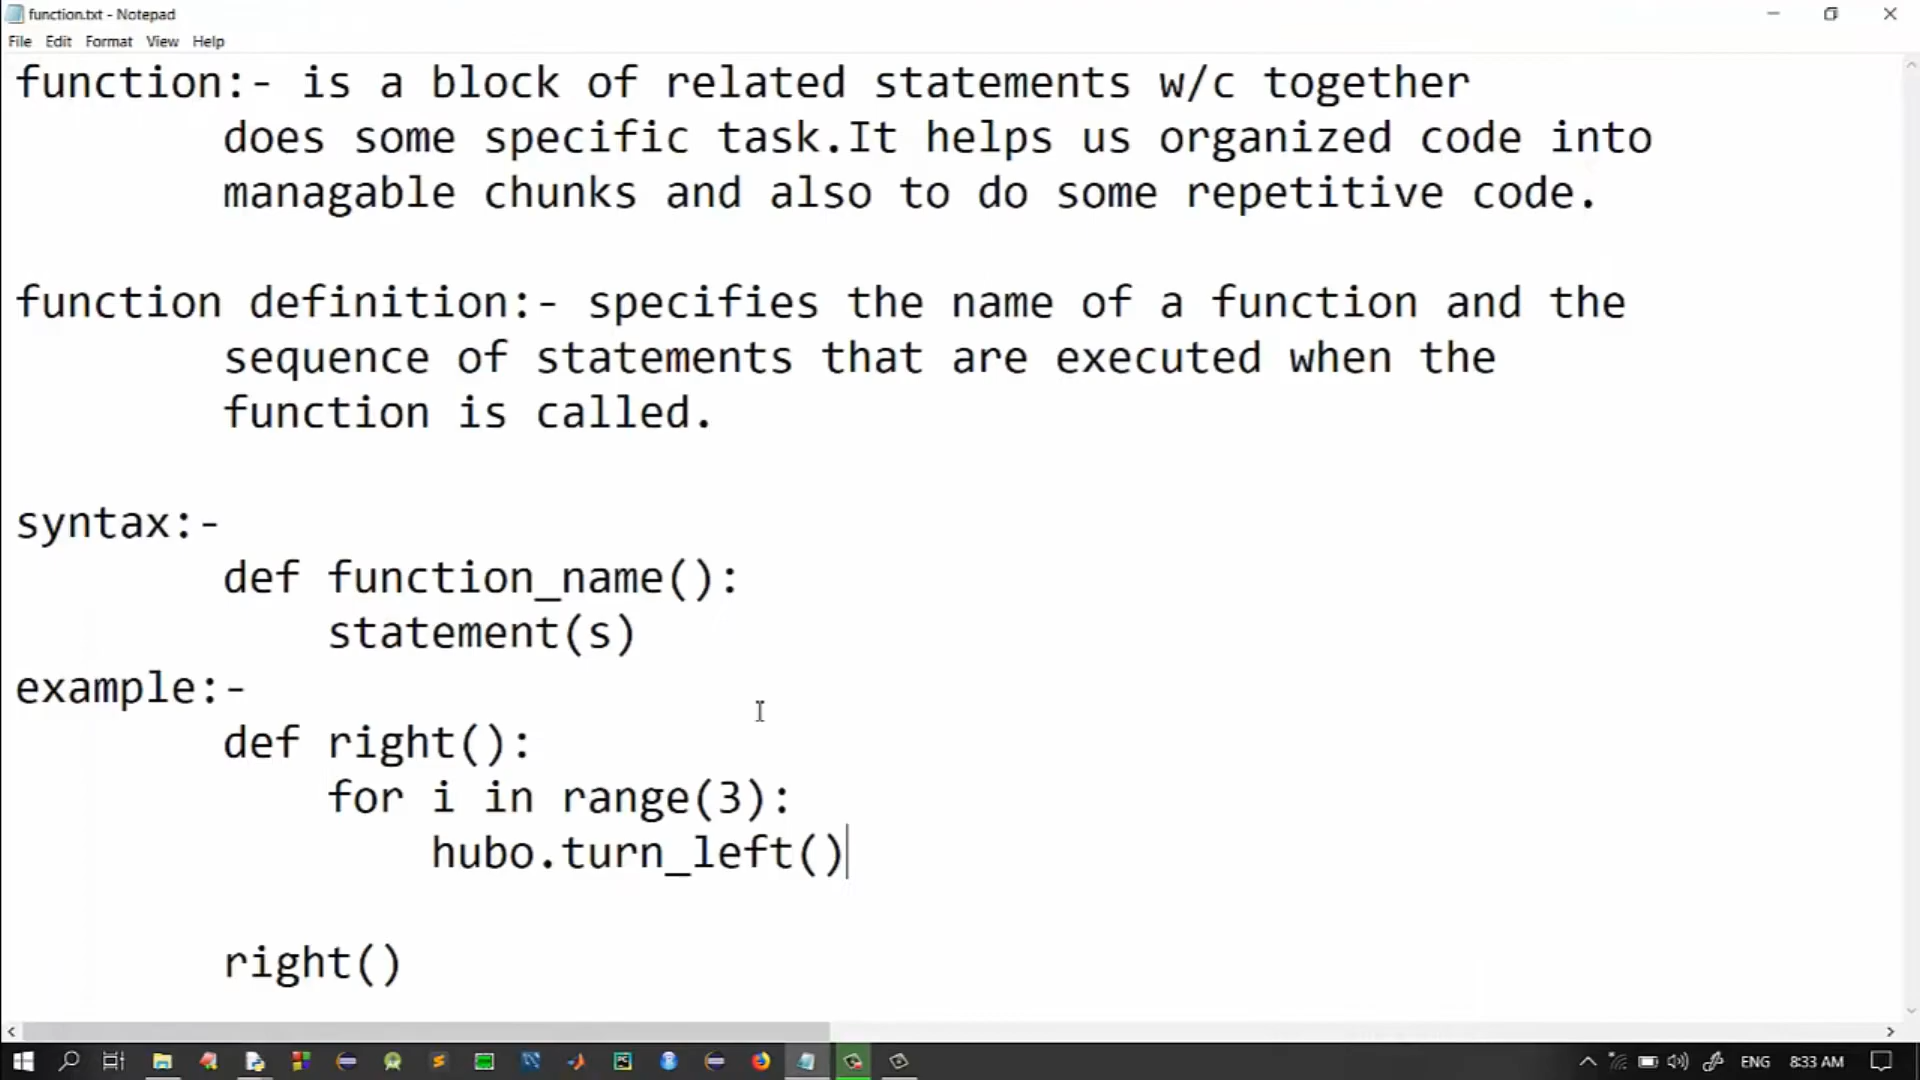 function.txt - Notepad
File Edit Format View Help
function:- is a block of related statements w/c together
does some specific task.It helps us organized code into
managable chunks and also to do some repetitive code.
function definition:- specifies the name of a function and the
sequence of statements that are executed when the
function is called.
syntax:-
def function_name():
statement(s)
example:-
def right():
for i in range(3):
hubo.turn_left()
right()
ENG 8:33 AM